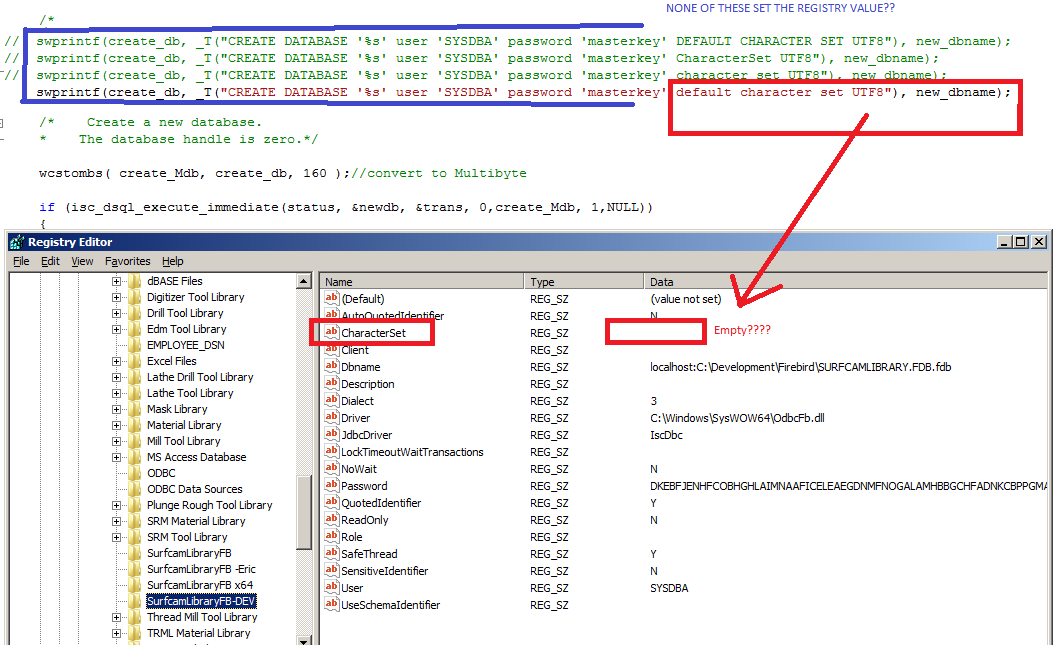 NONE OF THESE SET THE REGISTRY VALUE??
/*
// swprintf(create_db, _T("CREATE DATABASE '%s' user 'SYSDBA' password 'masterkey' DEFAULT CHARACTER SET UTF8"), new_dbname);
// swprintf(create_db, _T("CREATE DATABASE '%s' user 'SYSDBA' password 'masterkey' CharacterSet UTF8"), new_dbname);
// swprintf(create_db, _T("CREATE DATABASE '%s' user 'SYSDBA' password 'masterkey' character set UTF8"), new_dbname);
swprintf(create_db, _T("CREATE DATABASE '%s' user 'SYSDBA' password 'masterkey' default character set UTF8"), new_dbname);
/* Create a new database.
* The database handle is zero.*/
wcstombs( create_Mdb, create_db, 160 );//convert to Multibyte
if (isc_dsql_execute_immediate(status, &newdb, &trans, 0,create_Mdb, 1,NULL))
{
Registry Editor
File Edit View Favorites Help
dBASE Files
Digitizer Tool Library
Drill Tool Library
Edm Tool Library
EMPLOYEE_DSN
Excel Files
Lathe Drill Tool Library
Lathe Tool Library
Mask Library
Material Library
Mill Tool Library
MS Access Database
ODBC
ODBC Data Sources
Plunge Rough Tool Library
SRM Material Library
SRM Tool Library
SurfcamLibraryFB
SurfcamLibraryFB -Eric
SurfcamLibraryFB x64
SurfcamLibraryFB-DEV
Thread Mill Tool Library
TRML Material Library
Name Type Data
(Default) REG_SZ (value not set)
AutoQuotedIdentifier REG_SZ N
CharacterSet REG_SZ Empty????
Client REG_SZ
Dbname REG_SZ localhost:C:\Development\Firebird\SURFCAMLIBRARY.FDB.fdb
Description REG_SZ
Dialect REG_SZ 3
Driver REG_SZ C:\Windows\SysWOW64\OdbcFb.dll
JdbcDriver REG_SZ IscDbc
LockTimeoutWaitTransactions REG_SZ
NoWait REG_SZ N
Password REG_SZ DKEBFJENHFCOBHGHLAIMNAAFICELEAEGDNMFNOGALAMHBBGCHFADNKCBPPGMA
QuotedIdentifier REG_SZ Y
ReadOnly REG_SZ N
Role REG_SZ
SafeThread REG_SZ Y
SensitiveIdentifier REG_SZ N
User REG_SZ SYSDBA
UseSchemaIdentifier REG_SZ